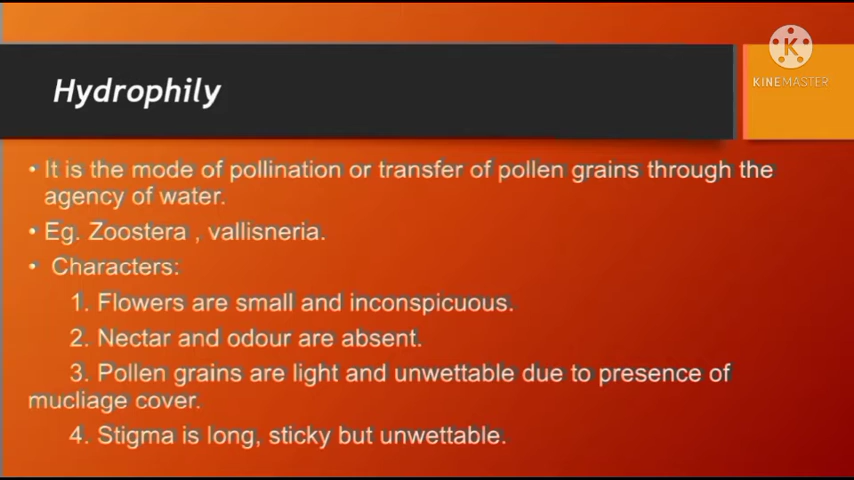 Hydrophily
KINEMASTER
• It is the mode of pollination or transfer of pollen grains through the
agency of water.
• Eg. Zoostera , vallisneria.
• Characters:
1. Flowers are small and inconspicuous.
2. Nectar and odour are absent.
3. Pollen grains are light and unwettable due to presence of
mucliage cover.
4. Stigma is long, sticky but unwettable.